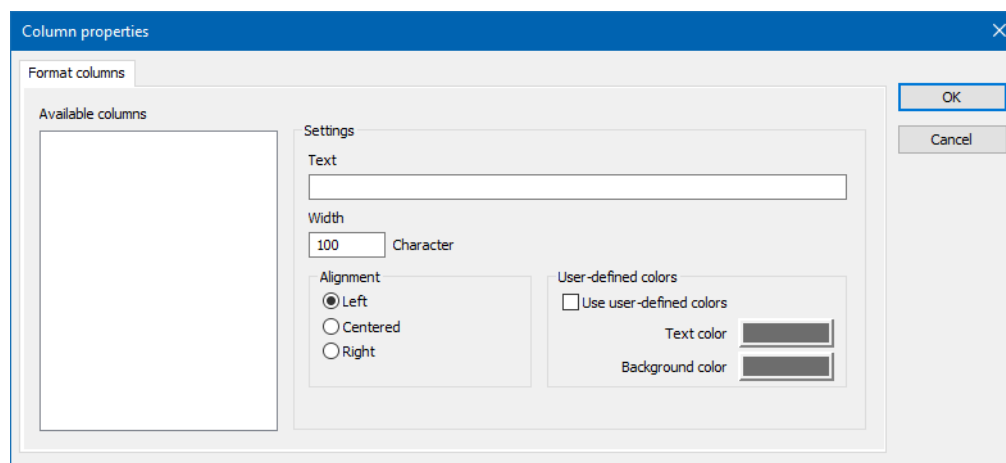 Column properties
Format columns
OK
Available columns
Cancel
Settings
Text
Width
100 Character
Alignment
User-defined colors
Left
Use user-defined colors
Centered
Text color
Right
Background color